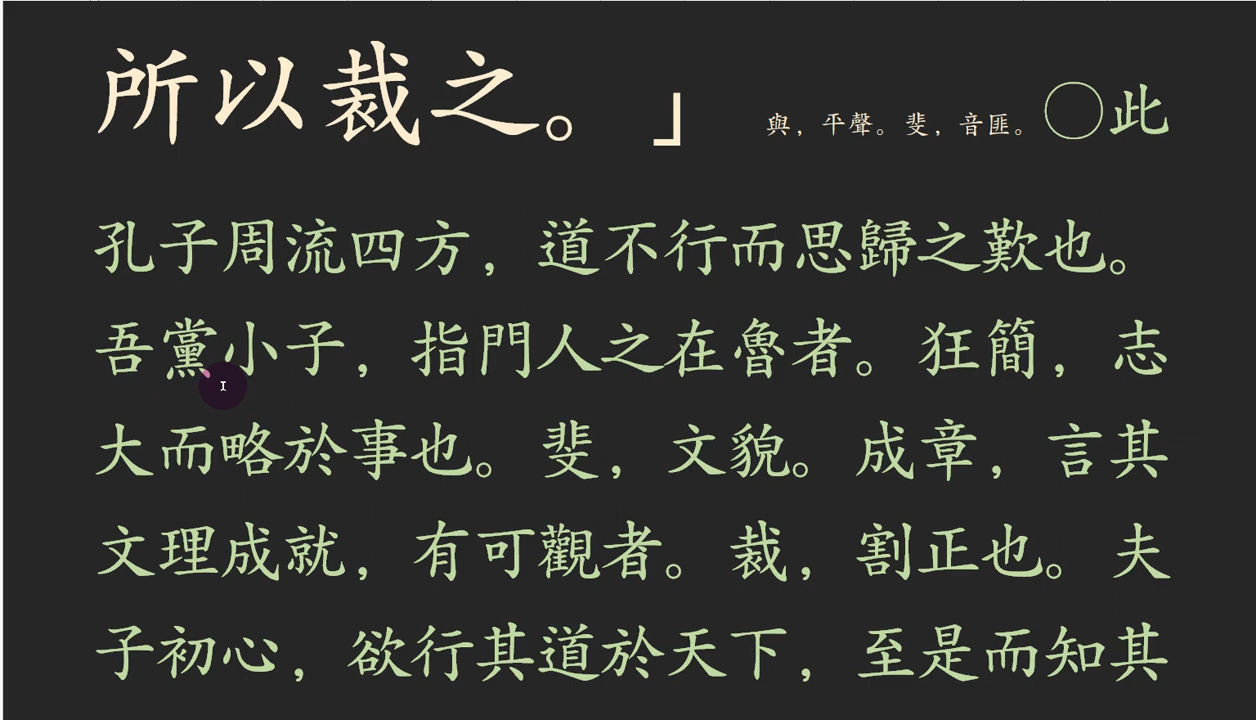 所以裁之。」 與，平聲。斐，音匪。◯此
孔子周流四方，道不行而思歸之歎也。
吾黨小子，指門人之在魯者。狂簡，志
大而略於事也。斐，文貌。成章，言其
文理成就，有可觀者。裁，割正也。夫
子初心，欲行其道於天下，至是而知其